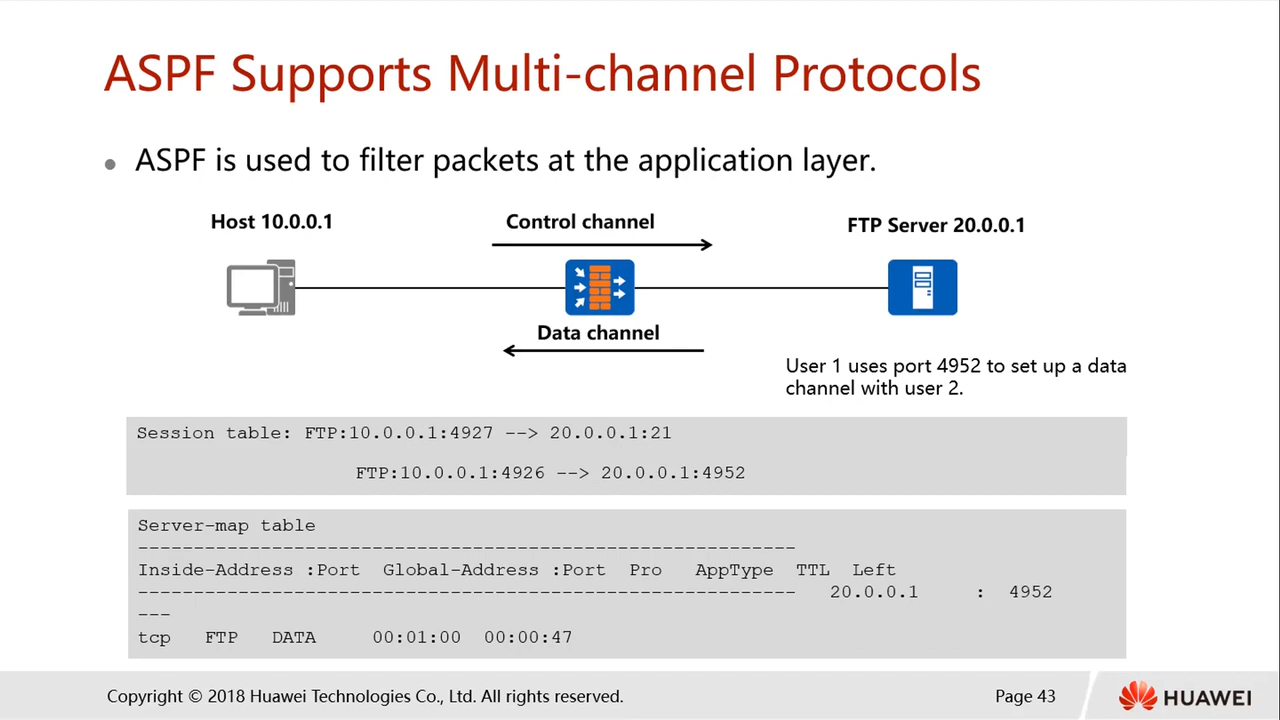 ASPF Supports Multi-channel Protocols
ASPF is used to filter packets at the application layer.
Host 10.0.0.1
Control channel
FTP Server 20.0.0.1
Data channel
User 1 uses port 4952 to set up a data
channel with user 2.
Session table: FTP:10.0.0.1:4927 --> 20.0.0.1:21
FTP:10.0.0.1:4926 --> 20.0.0.1:4952
Server-map table
-----------------------------------------------------------
Inside-Address :Port Global-Address :Port Pro AppType TTL Left
----------------------------------------------------------- 20.0.0.1 : 4952
---
tcp FTP DATA 00:01:00 00:00:47
Copyright © 2018 Huawei Technologies Co., Ltd. All rights reserved.
Page 43
HUAWEI